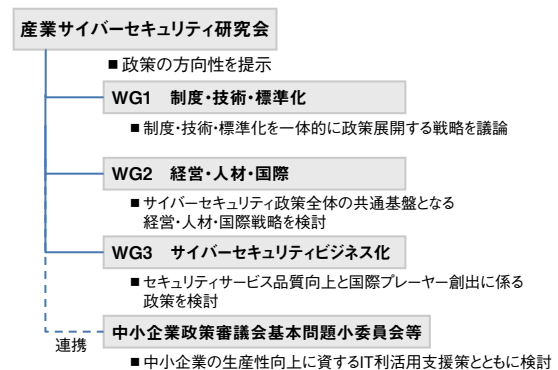 産業サイバーセキュリティ研究会
■政策の方向性を提示
WG1 制度・技術・標準化
■制度・技術・標準化を一体的に政策展開する戦略を議論
WG2 経営・人材・国際
■サイバーセキュリティ政策全体の共通基盤となる
経営・人材・国際戦略を検討
WG3 サイバーセキュリティビジネス化
■セキュリティサービス品質向上と国際プレーヤー創出に係る
政策を検討
中小企業政策審議会基本問題小委員会等
連携
■中小企業の生産性向上に資するIT利活用支援策とともに検討